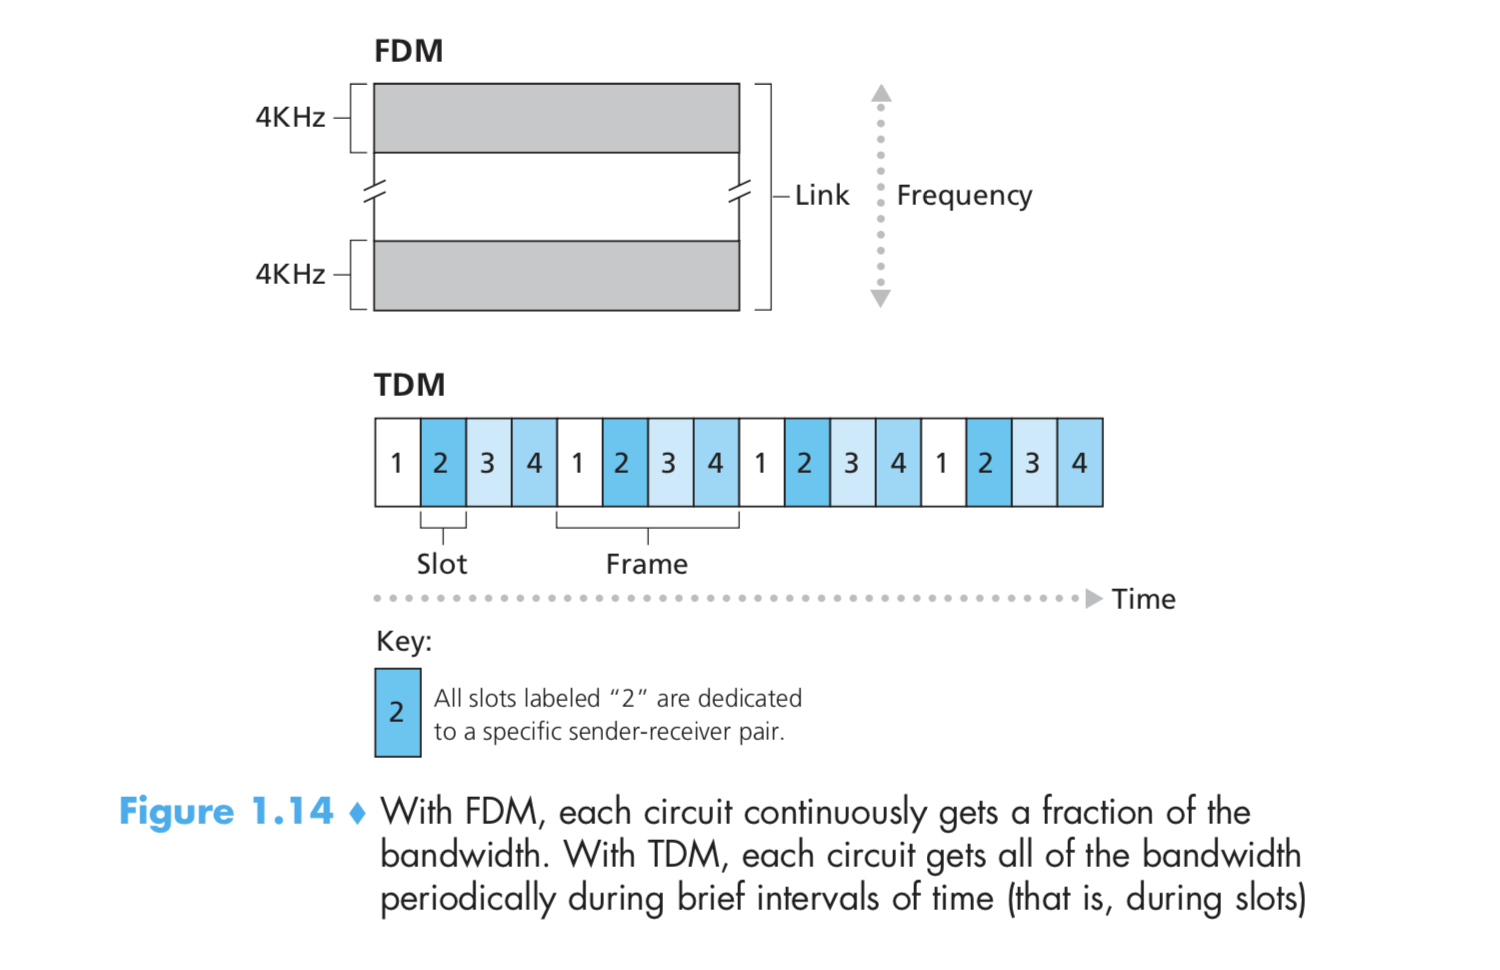 FDM
4KHz
Link
Frequency
4KHz
TDM
1 2 3 4 1 2 3 4 1 2 3 4 1 2 3 4
Slot
Frame
Time
Key:
2
All slots labeled “2” are dedicated
to a specific sender-receiver pair.
Figure 1.14 ♦ With FDM, each circuit continuously gets a fraction of the
bandwidth. With TDM, each circuit gets all of the bandwidth
periodically during brief intervals of time (that is, during slots)